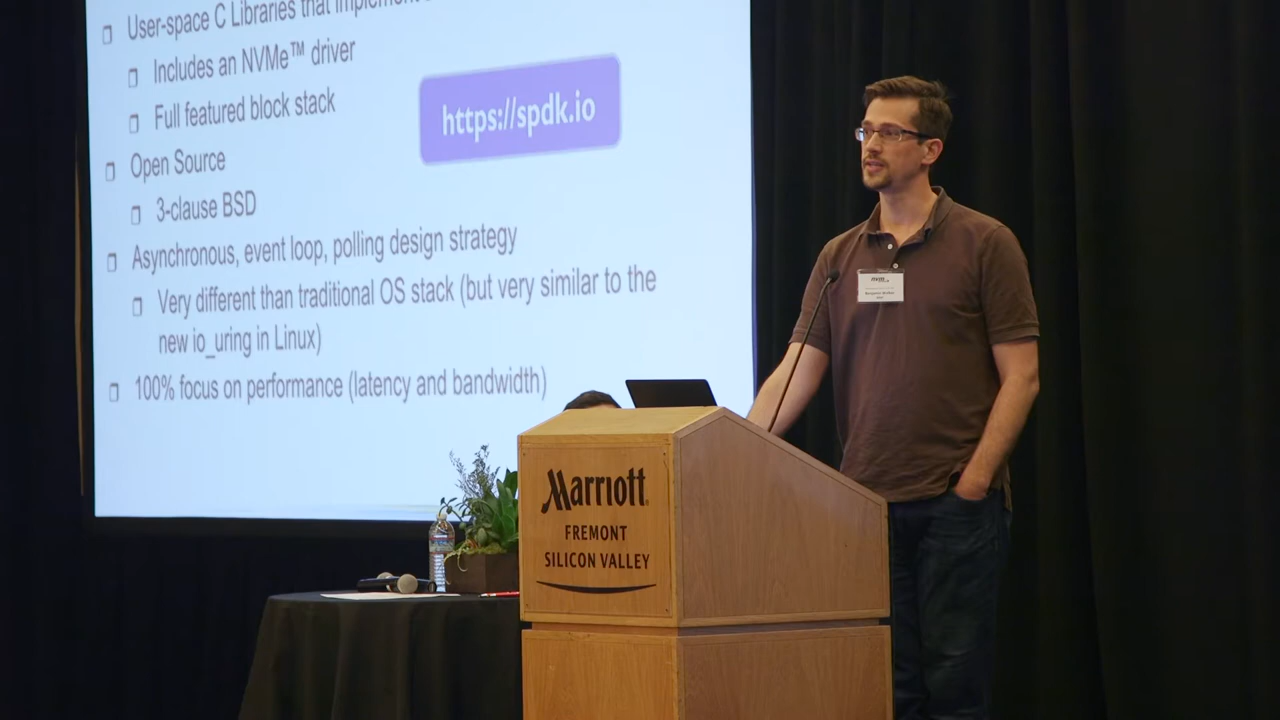 User-space C Libraries that implement
Includes an NVMe™ driver
Full featured block stack
https://spdk.io
Open Source
3-clause BSD
Asynchronous, event loop, polling design strategy
Very different than traditional OS stack (but very similar to the
new io_uring in Linux)
100% focus on performance (latency and bandwidth)
Marriott
FREMONT
SILICON VALLEY
nvm